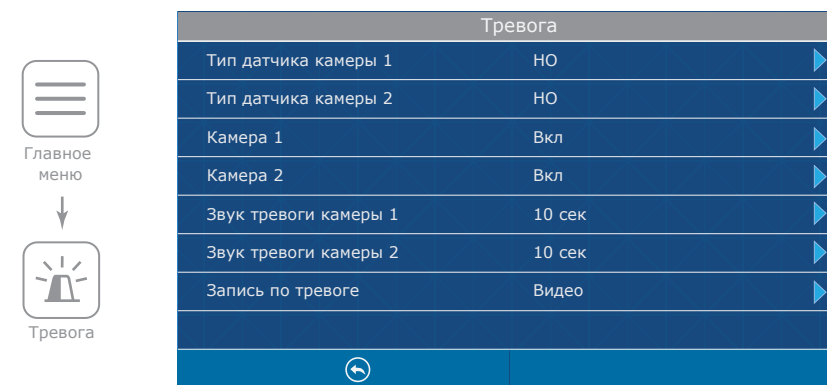 Главное
меню
Тревога
Тревога
Тип датчика камеры 1 НО
Тип датчика камеры 2 НО
Камера 1 Вкл
Камера 2 Вкл
Звук тревоги камеры 1 10 сек
Звук тревоги камеры 2 10 сек
Запись по тревоге Видео